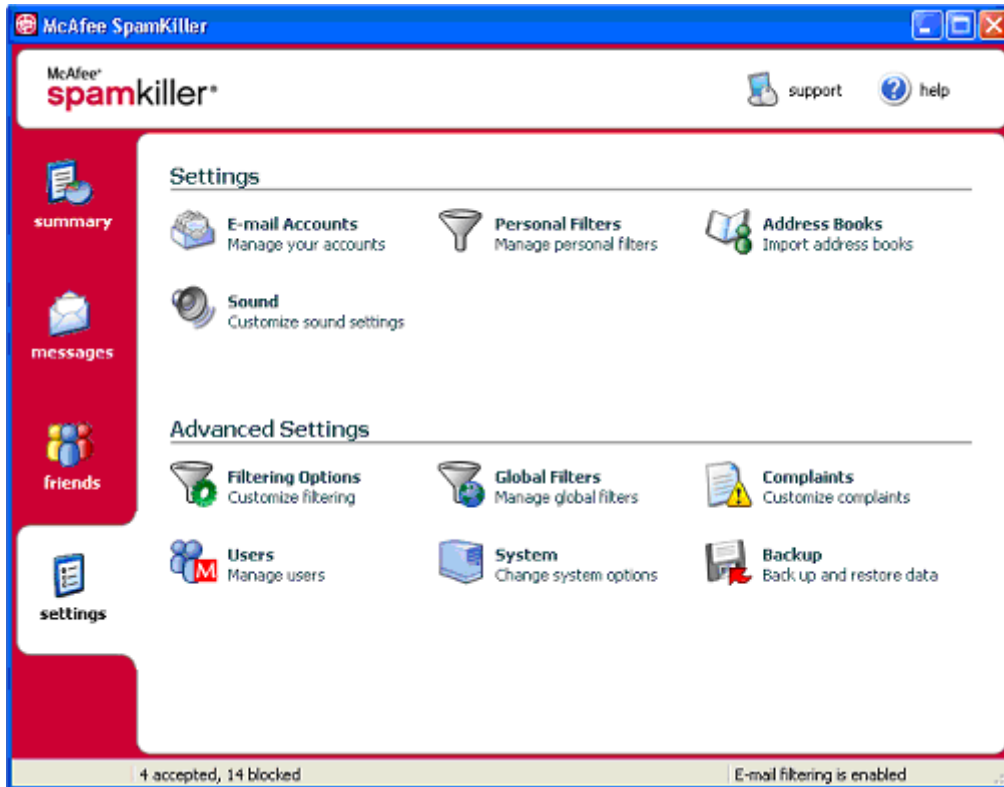 McAfee SpamKiller
McAfee®
spamkiller®
support
help
summary
messages
friends
settings
Settings
E-mail Accounts
Manage your accounts
Personal Filters
Manage personal filters
Address Books
Import address books
Sound
Customize sound settings
Advanced Settings
Filtering Options
Customize filtering
Global Filters
Manage global filters
Complaints
Customize complaints
Users
Manage users
System
Change system options
Backup
Back up and restore data
4 accepted, 14 blocked
E-mail filtering is enabled